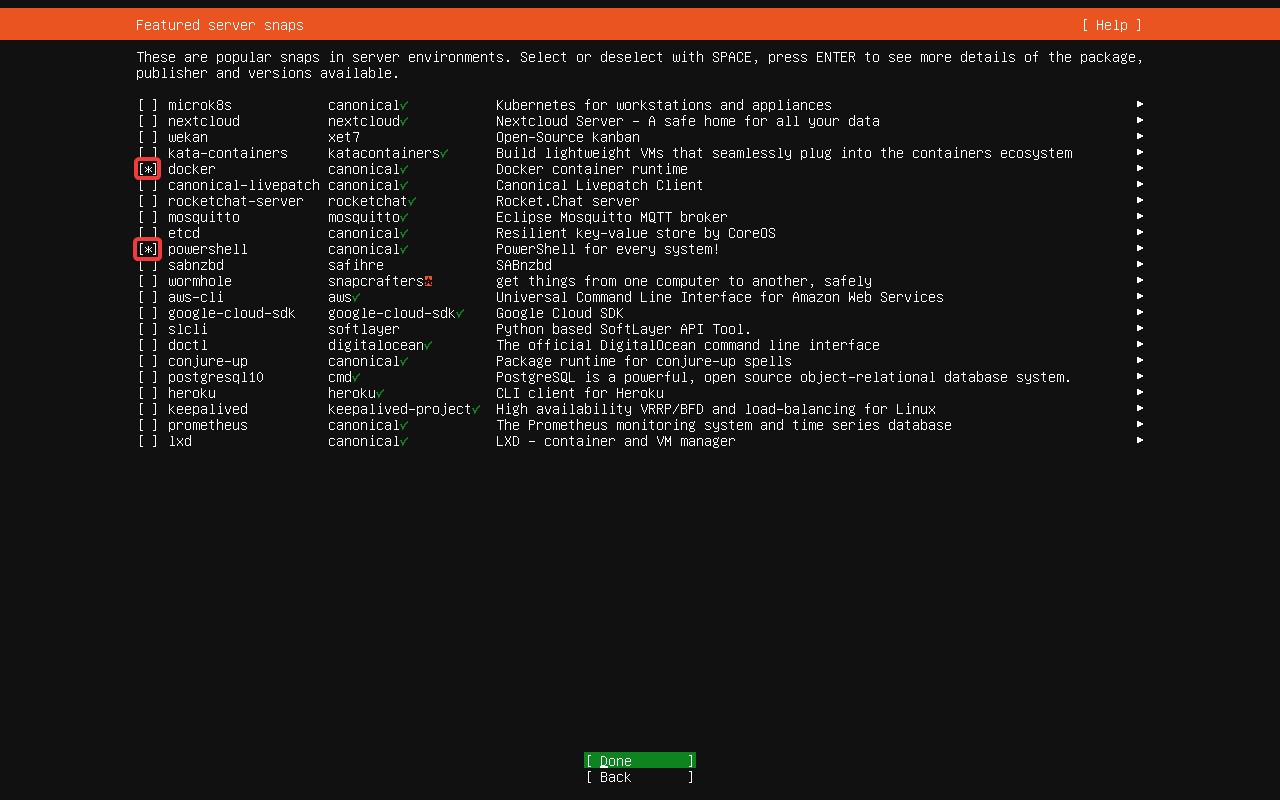 Featured server snaps [ Help ]
These are popular snaps in server environments. Select or deselect with SPACE, press ENTER to see more details of the package,
publisher and versions available.
[ ] microk8s canonical✓ Kubernetes for workstations and appliances ▶
[ ] nextcloud nextcloud✓ Nextcloud Server - A safe home for all your data ▶
[ ] wekan xet7 Open-Source kanban ▶
[ ] kata-containers katacontainers✓ Build lightweight VMs that seamlessly plug into the containers ecosystem ▶
[*] docker canonical✓ Docker container runtime ▶
[ ] canonical-livepatch canonical✓ Canonical Livepatch Client ▶
[ ] rocketchat-server rocketchat✓ Rocket.Chat server ▶
[ ] mosquitto mosquitto✓ Eclipse Mosquitto MQTT broker ▶
[ ] etcd canonical✓ Resilient key-value store by CoreOS ▶
[*] powershell canonical✓ PowerShell for every system! ▶
[ ] sabnzbd safihre SABnzbd ▶
[ ] wormhole snapcrafters✪ get things from one computer to another, safely ▶
[ ] aws-cli aws✓ Universal Command Line Interface for Amazon Web Services ▶
[ ] google-cloud-sdk google-cloud-sdk✓ Google Cloud SDK ▶
[ ] slcli softlayer Python based SoftLayer API Tool. ▶
[ ] doctl digitalocean✓ The official DigitalOcean command line interface ▶
[ ] conjure-up canonical✓ Package runtime for conjure-up spells ▶
[ ] postgresql10 cmd✓ PostgreSQL is a powerful, open source object-relational database system. ▶
[ ] heroku heroku✓ CLI client for Heroku ▶
[ ] keepalived keepalived-project✓ High availability VRRP/BFD and load-balancing for Linux ▶
[ ] prometheus canonical✓ The Prometheus monitoring system and time series database ▶
[ ] lxd canonical✓ LXD - container and VM manager ▶
[ Done ]
[ Back ]